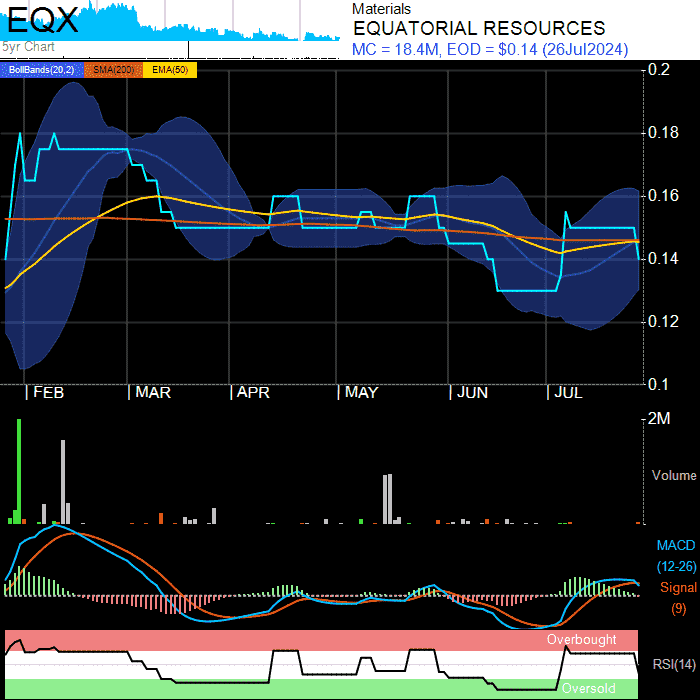 EQX
5yr Chart
Materials
EQUATORIAL RESOURCES
MC = 18.4M, EOD = $0.14 (26Jul2024)
BollBands(20,2) SMA(200) EMA(50)
0.2
0.18
0.16
0.14
0.12
0.1
| FEB | MAR | APR | MAY | JUN | JUL
2M
Volume
MACD
(12-26)
Signal
(9)
Overbought
RSI(14)
Oversold